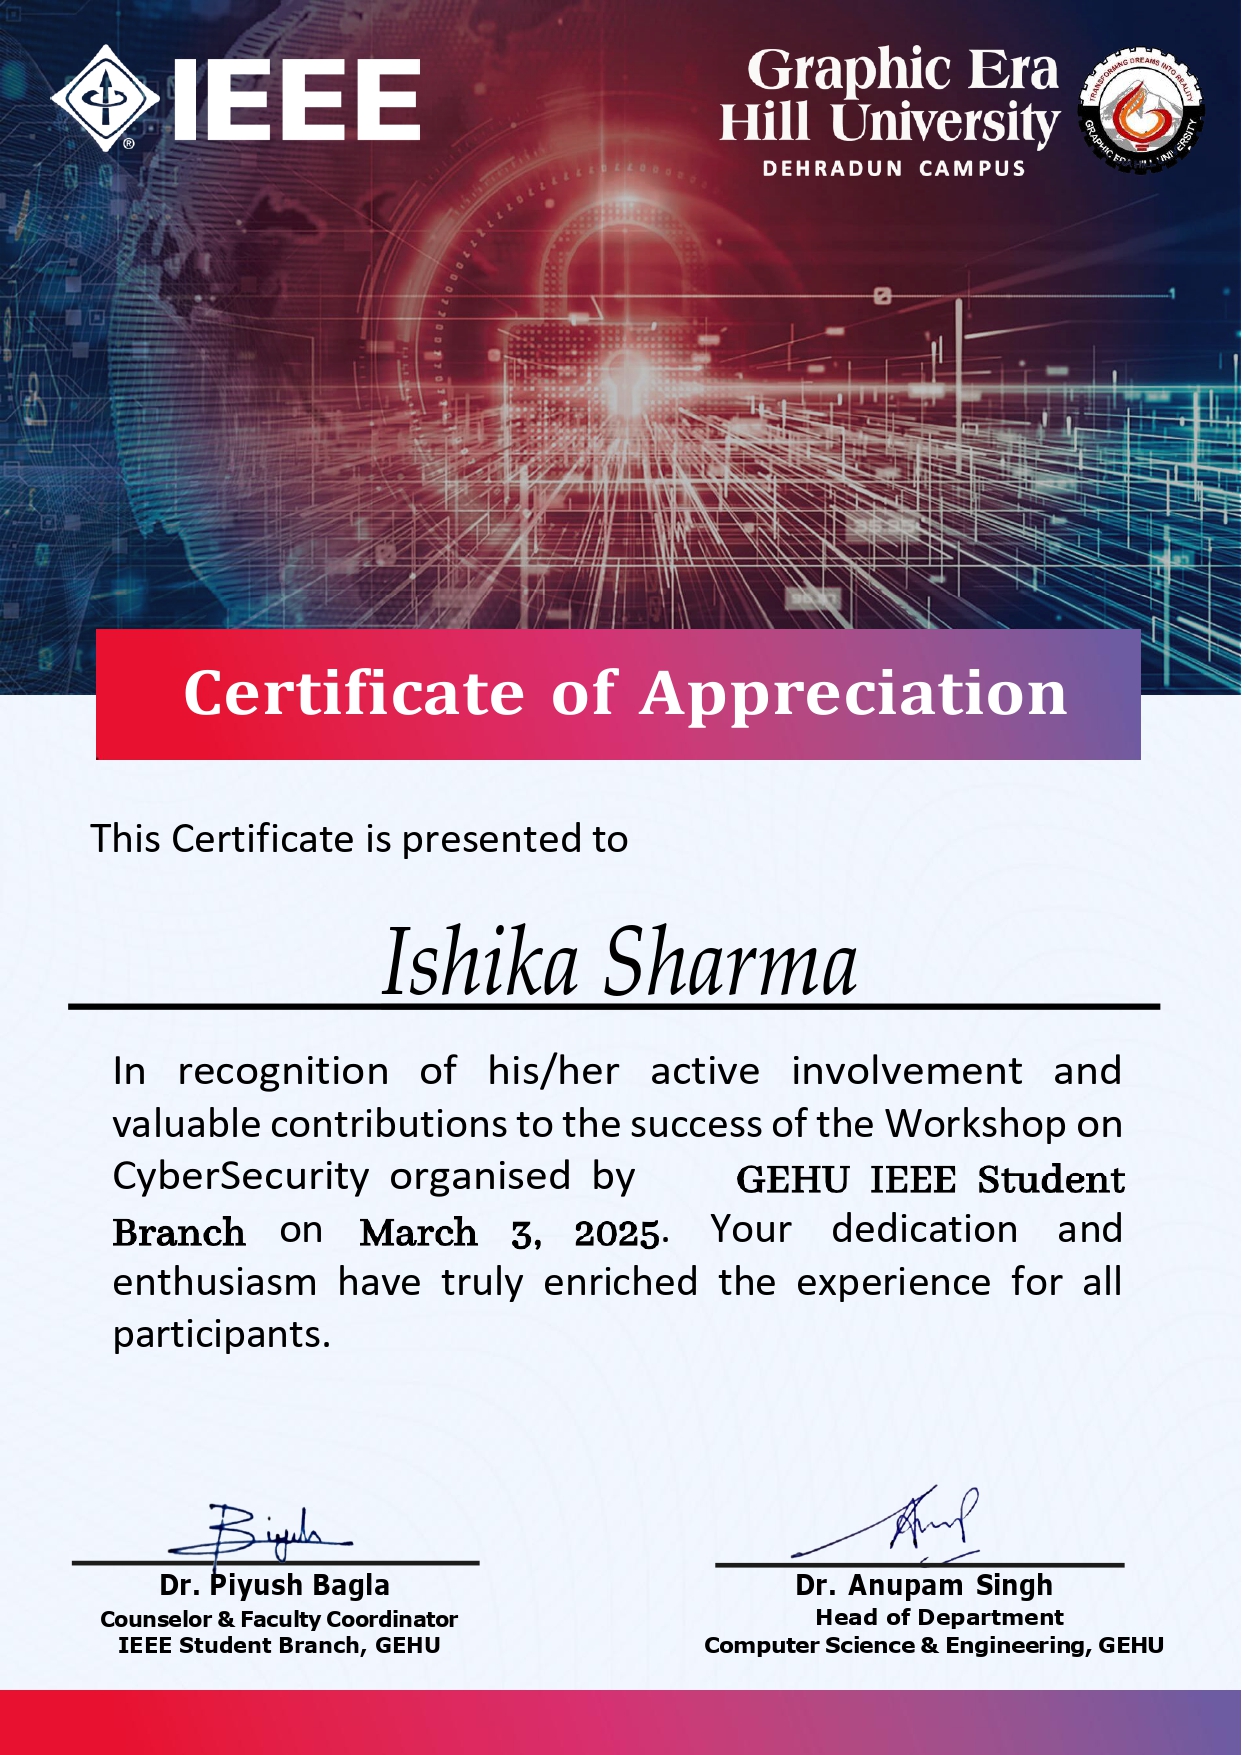 IEEE
®
Graphic Era
Hill University
DEHRADUN CAMPUS
TRANSFORMING DREAMS INTO REALITY
GRAPHIC ERA HILL UNIVERSITY
Certificate of Appreciation
This Certificate is presented to
Ishika Sharma
In recognition of his/her active involvement and
valuable contributions to the success of the Workshop on
CyberSecurity organised by GEHU IEEE Student
Branch on March 3, 2025. Your dedication and
enthusiasm have truly enriched the experience for all
participants.
Dr. Piyush Bagla
Counselor & Faculty Coordinator
IEEE Student Branch, GEHU
Dr. Anupam Singh
Head of Department
Computer Science & Engineering, GEHU